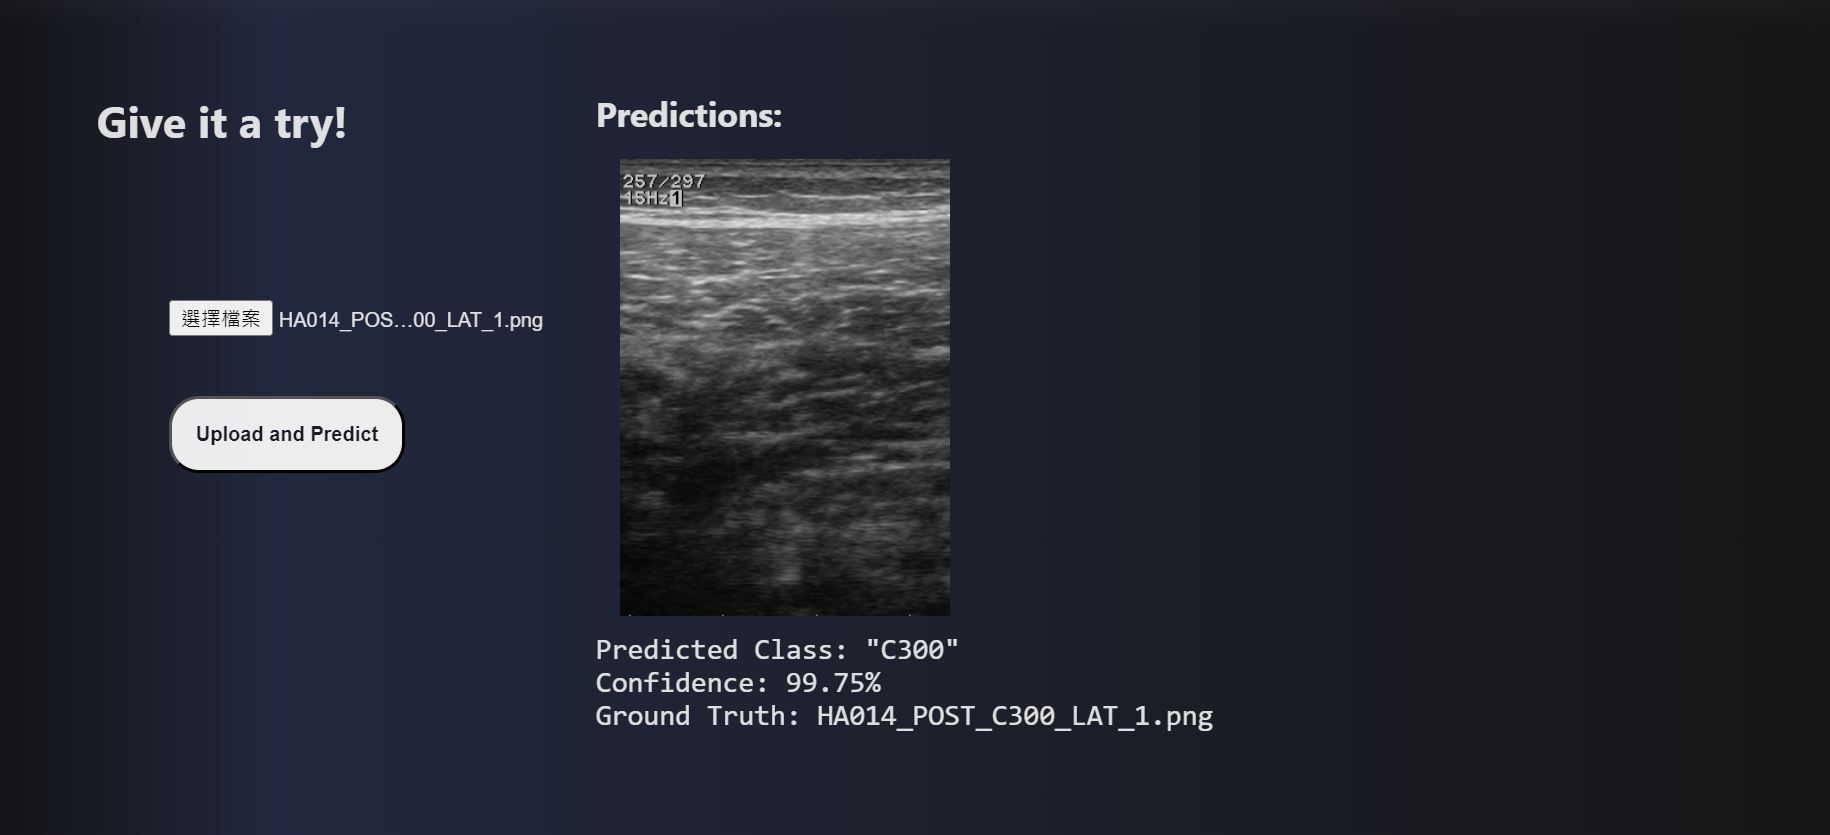 Give it a try!
選擇檔案 HA014_POS...00_LAT_1.png
Upload and Predict
Predictions:
257/297
15Hz 1
Predicted Class: "C300"
Confidence: 99.75%
Ground Truth: HA014_POST_C300_LAT_1.png